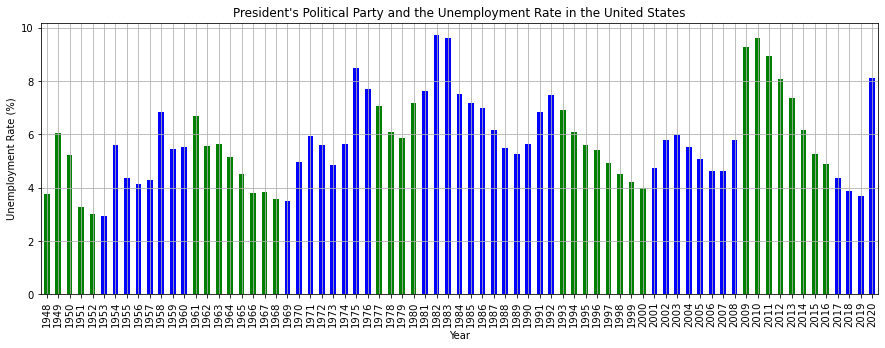 President's Political Party and the Unemployment Rate in the United States
Unemployment Rate (%)
10
8
6
4
2
0
1948 1949 1950 1951 1952 1953 1954 1955 1956 1957 1958 1959 1960 1961 1962 1963 1964 1965 1966 1967 1968 1969 1970 1971 1972 1973 1974 1975 1976 1977 1978 1979 1980 1981 1982 1983 1984 1985 1986 1987 1988 1989 1990 1991 1992 1993 1994 1995 1996 1997 1998 1999 2000 2001 2002 2003 2004 2005 2006 2007 2008 2009 2010 2011 2012 2013 2014 2015 2016 2017 2018 2019 2020
Year